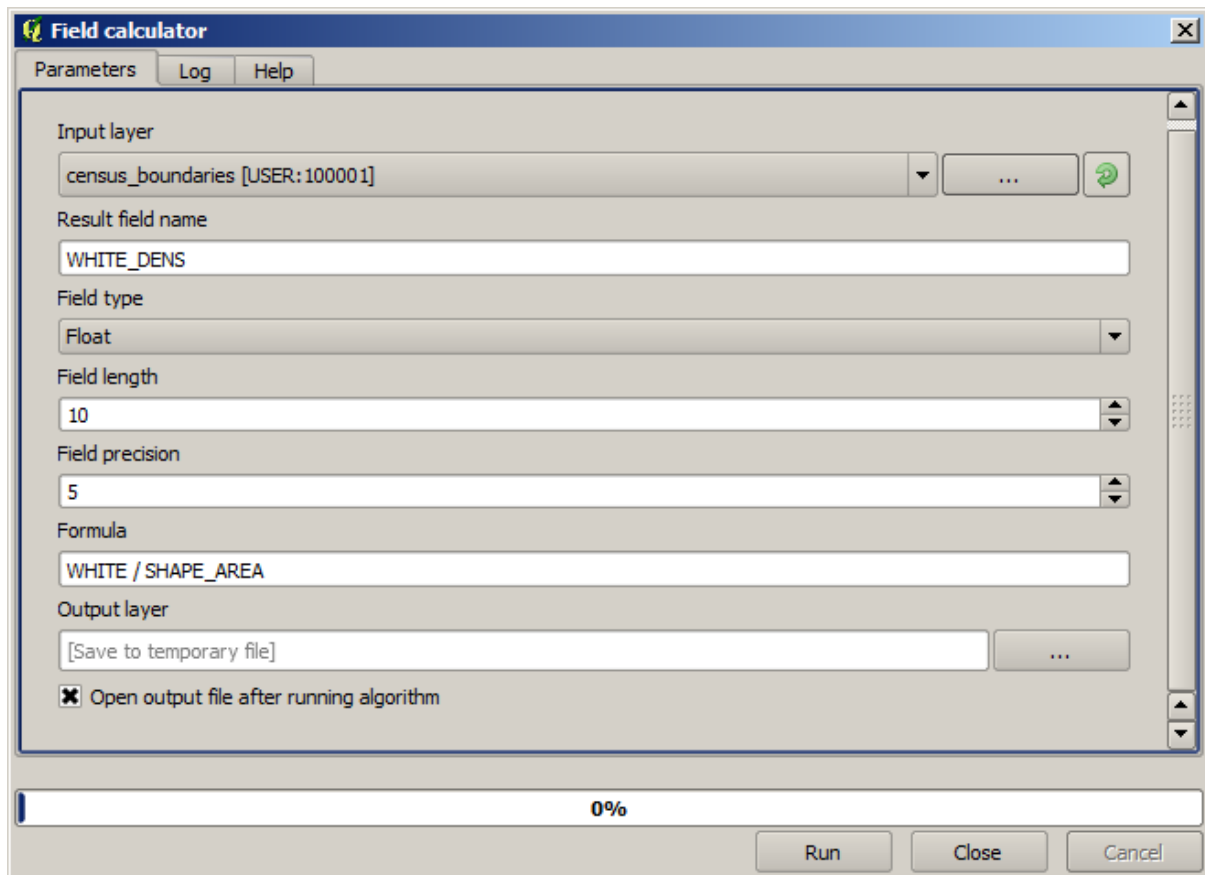 Field calculator
Parameters Log Help
Input layer
census_boundaries [USER:100001] ...
Result field name
WHITE_DENS
Field type
Float
Field length
10
Field precision
5
Formula
WHITE / SHAPE_AREA
Output layer
[Save to temporary file] ...
Open output file after running algorithm
0%
Run Close Cancel